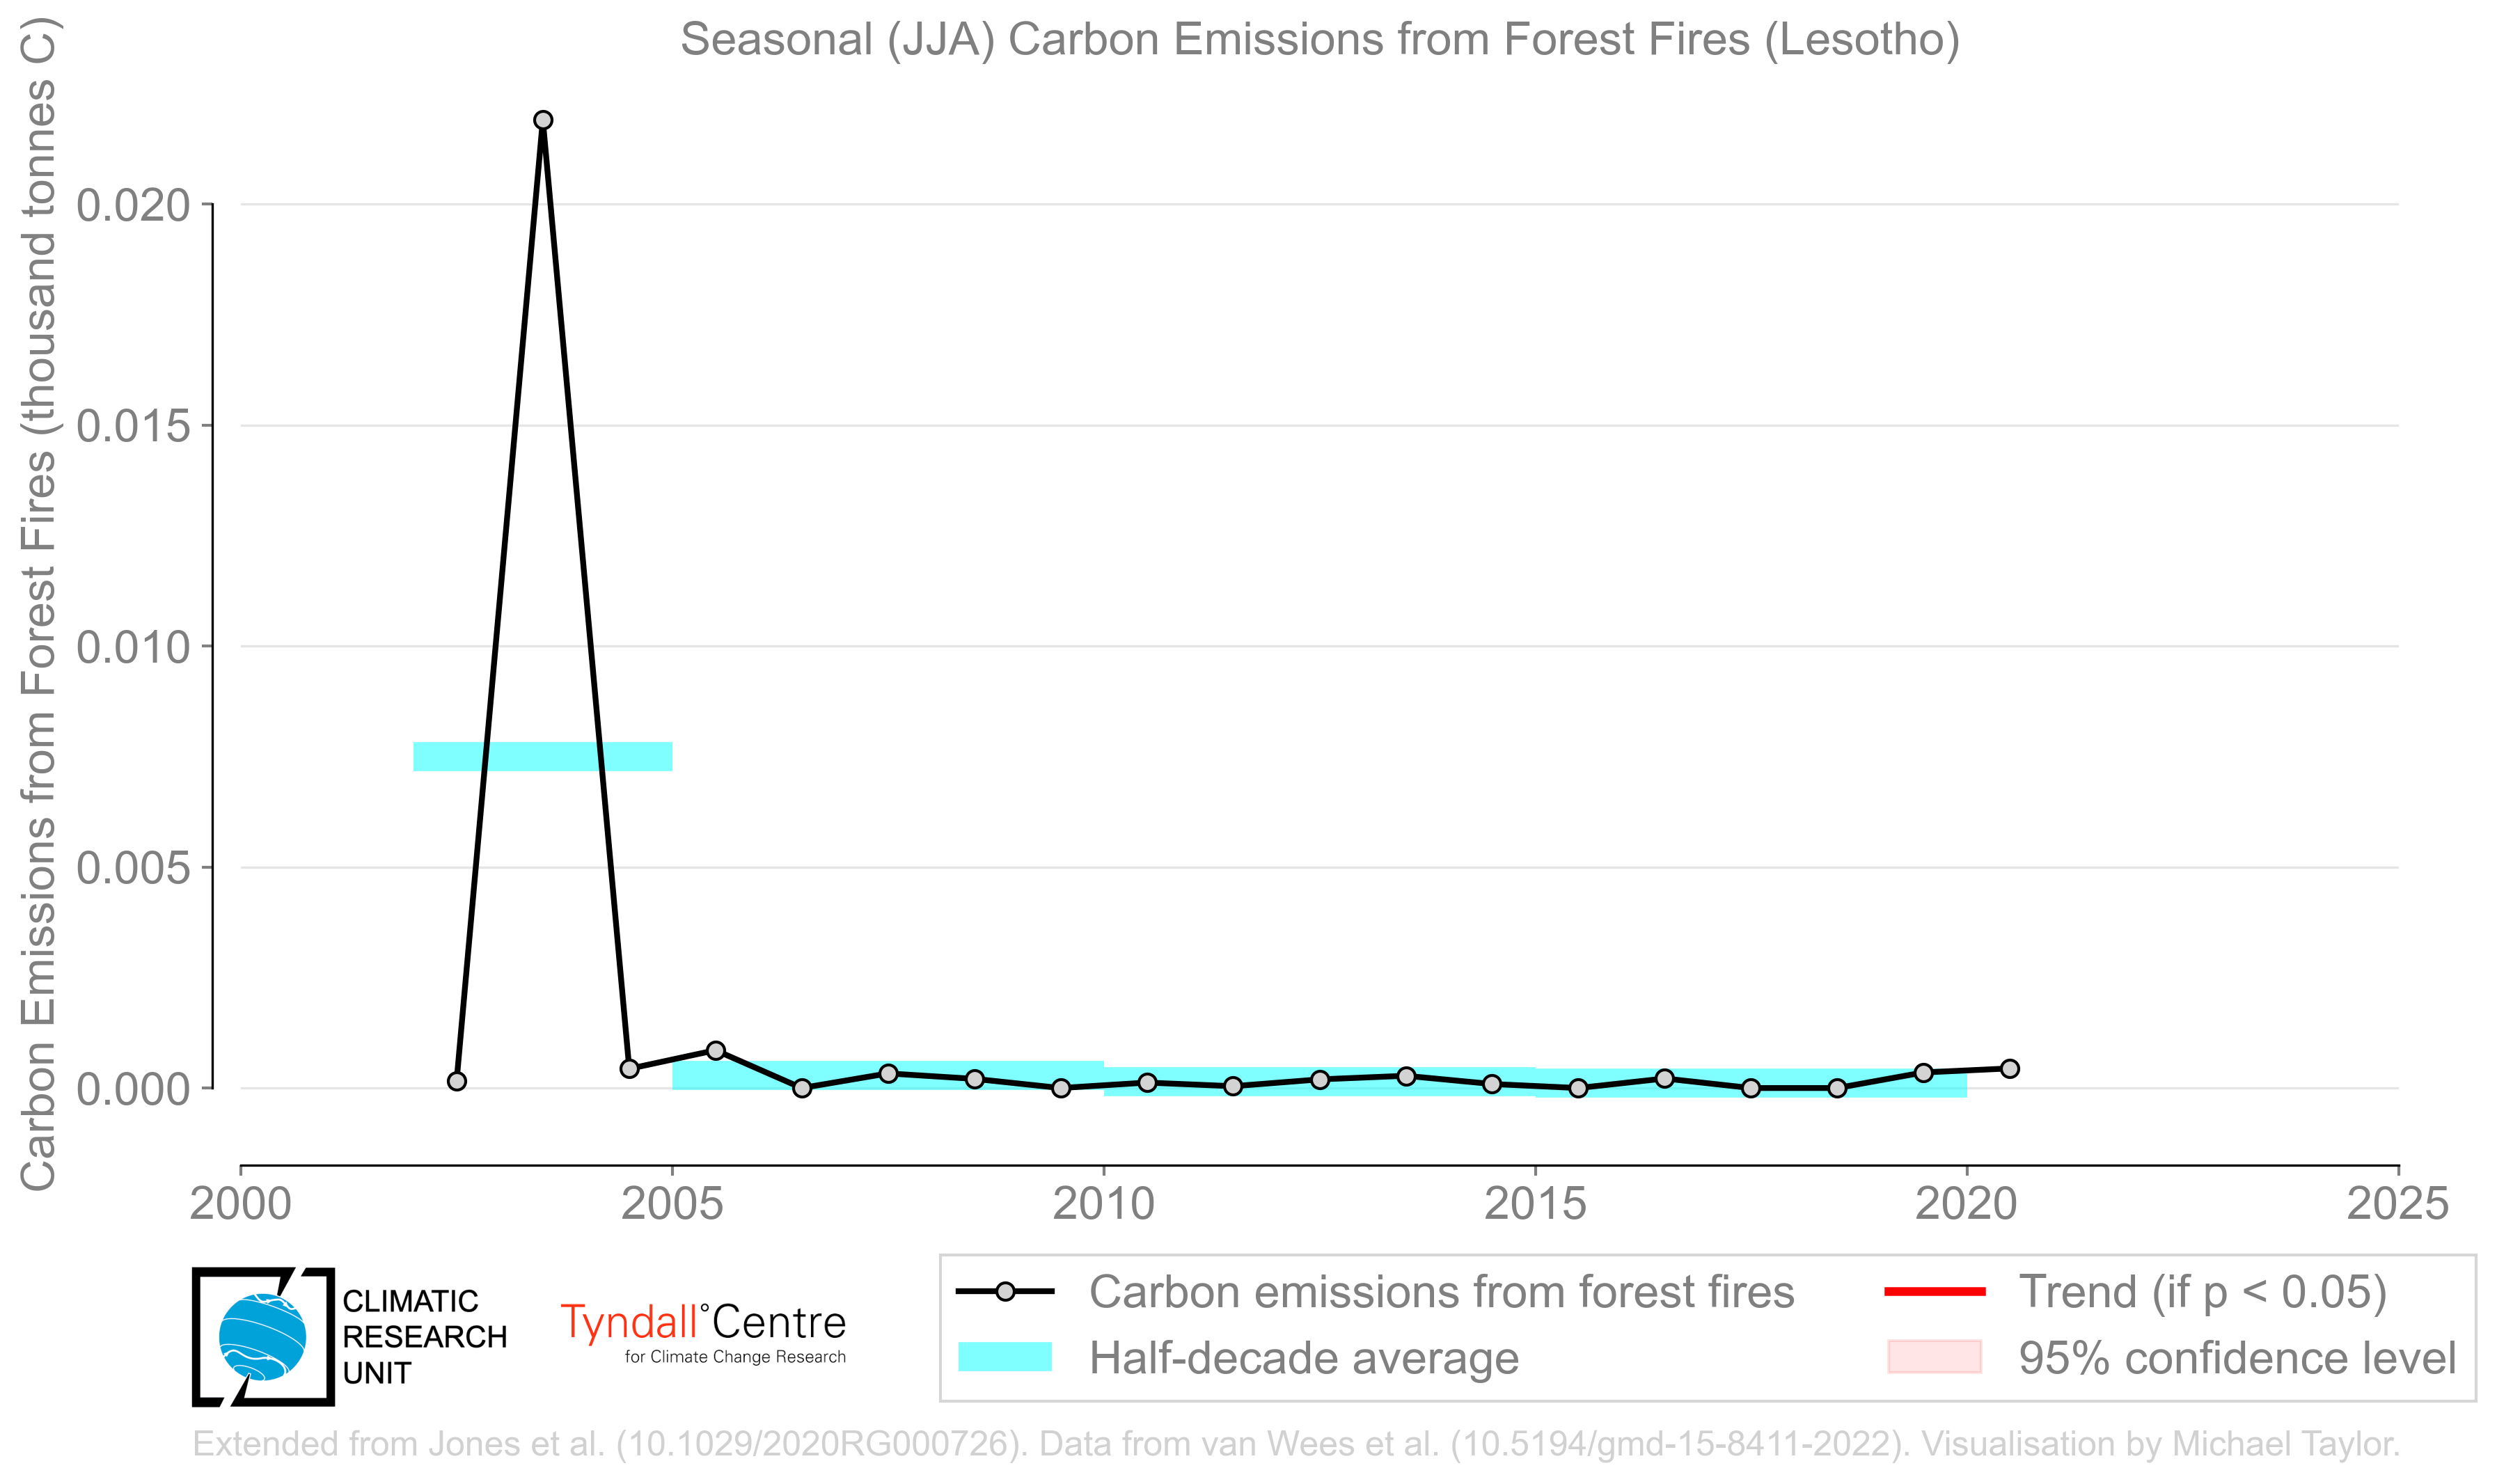 Seasonal (JJA) Carbon Emissions from Forest Fires (Lesotho)
Carbon Emissions from Forest Fires (thousand tonnes C)
0.020
0.015
0.010
0.005
0.000
2000
2005
2010
2015
2020
2025
CLIMATIC
RESEARCH
UNIT
Tyndall°Centre
for Climate Change Research
Carbon emissions from forest fires
Half-decade average
Trend (if p < 0.05)
95% confidence level
Extended from Jones et al. (10.1029/2020RG000726). Data from van Wees et al. (10.5194/gmd-15-8411-2022). Visualisation by Michael Taylor.